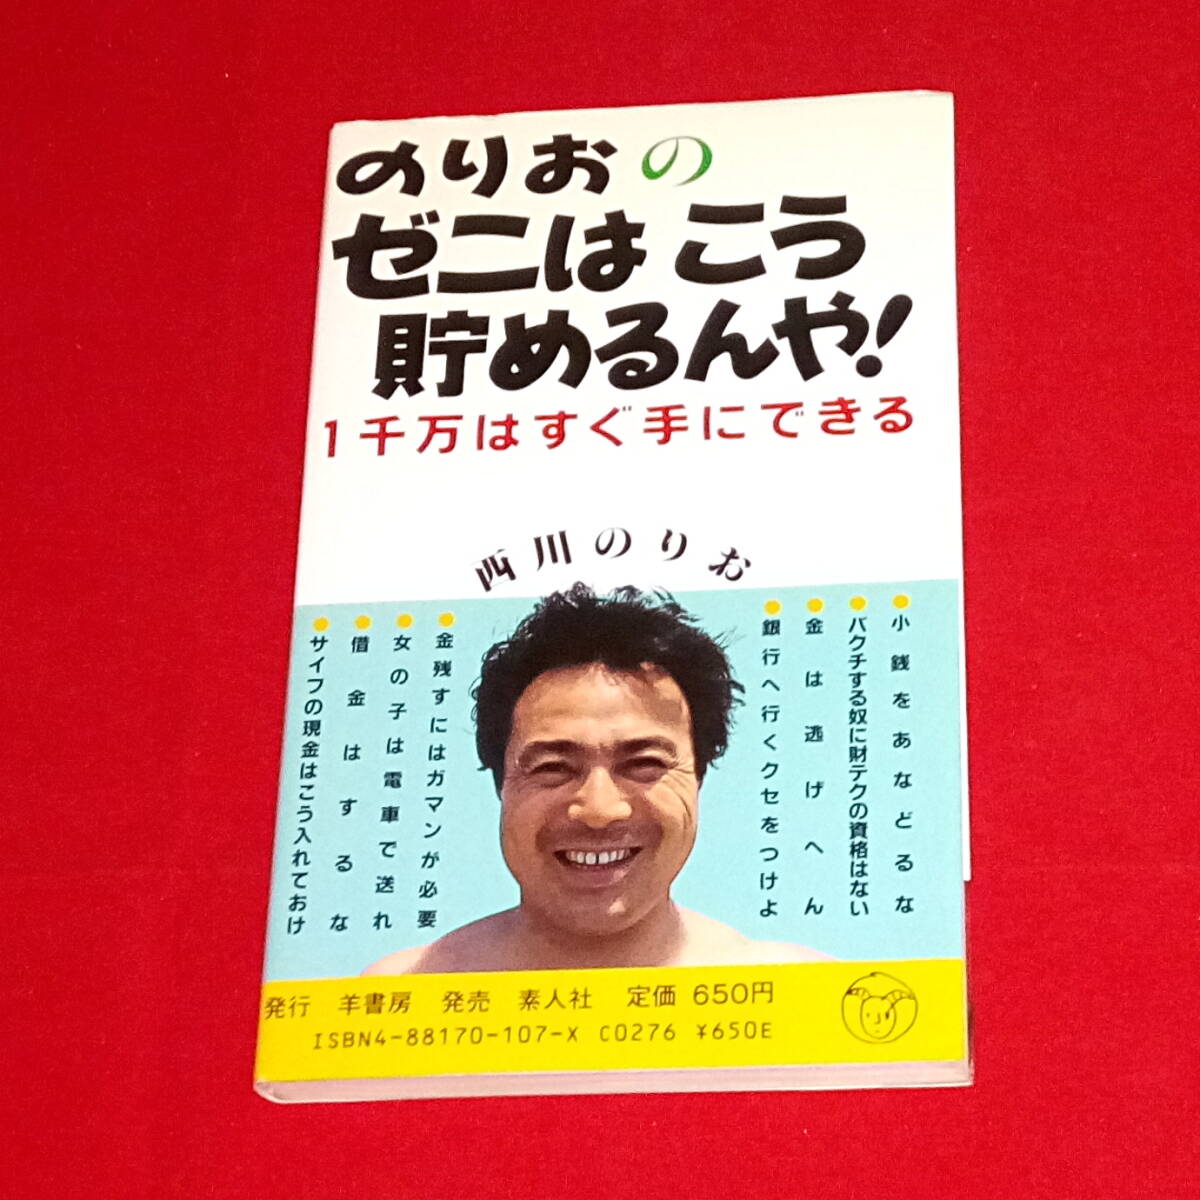 のりおの
ゼニはこう
貯めるんや!
1千万はすぐ手にできる
西川のりお
小銭をあなどるな
バクチする奴に財テクの資格はない
金は逃げへん
銀行へ行くクセをつけよ
金残すにはガマンが必要
女の子は電車で送れ
借金はするな
サイフの現金はこう入れておけ
発行 羊書房 発売 素人社 定価 650円
ISBN4-88170-107-X C0276 ¥650E